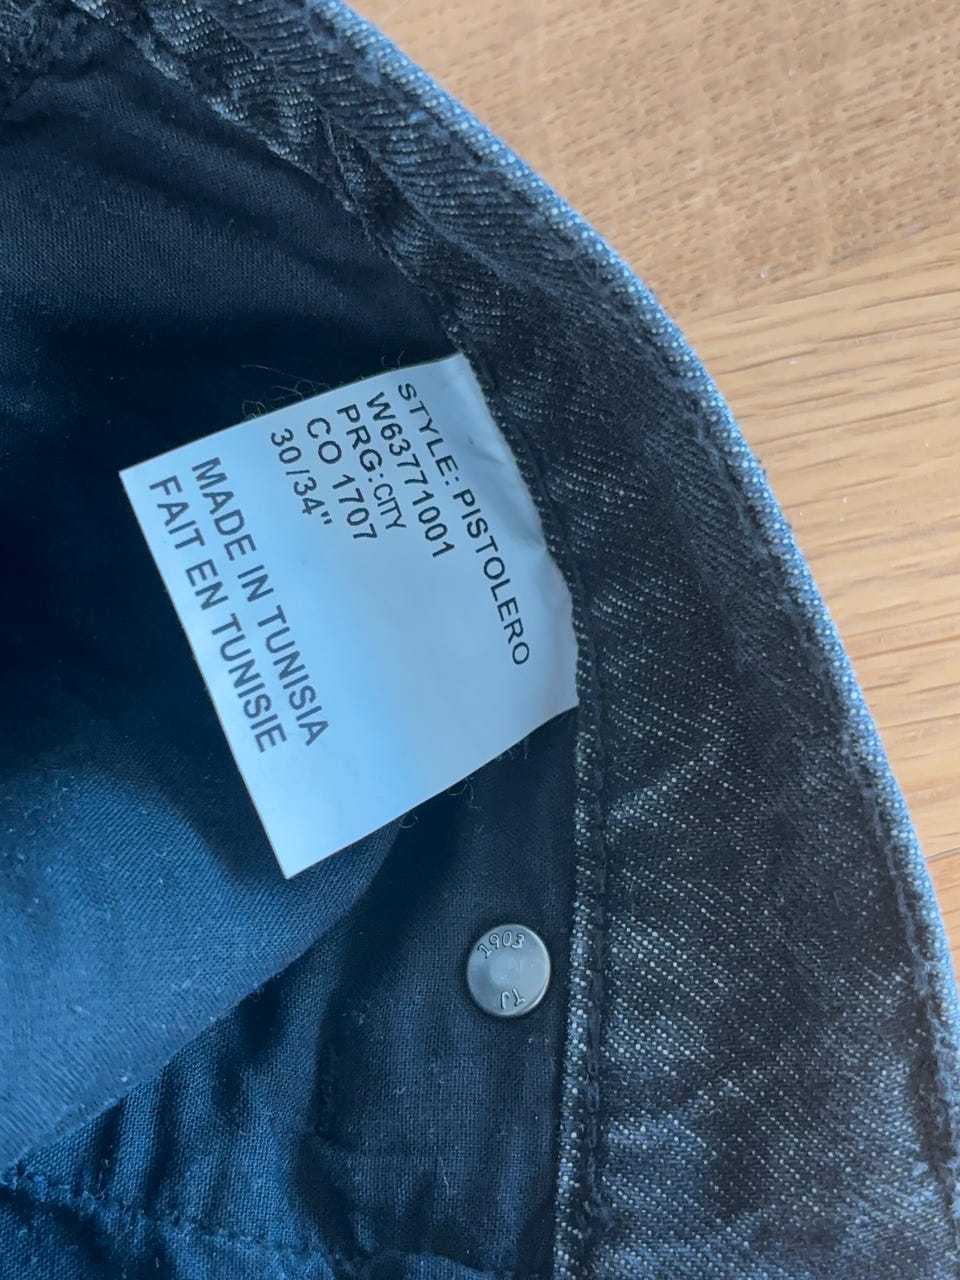 STYLE: PISTOLERO
W63771001
PRG:CITY
CO 1707
30/34"
MADE IN TUNISIA
FAIT EN TUNISIE
1903
TJ